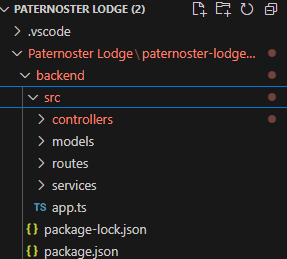 PATERNOSTER LODGE (2)
.vscode
Paternoster Lodge\paternoster-lodge...
backend
src
controllers
models
routes
services
TS app.ts
{} package-lock.json
{} package.json